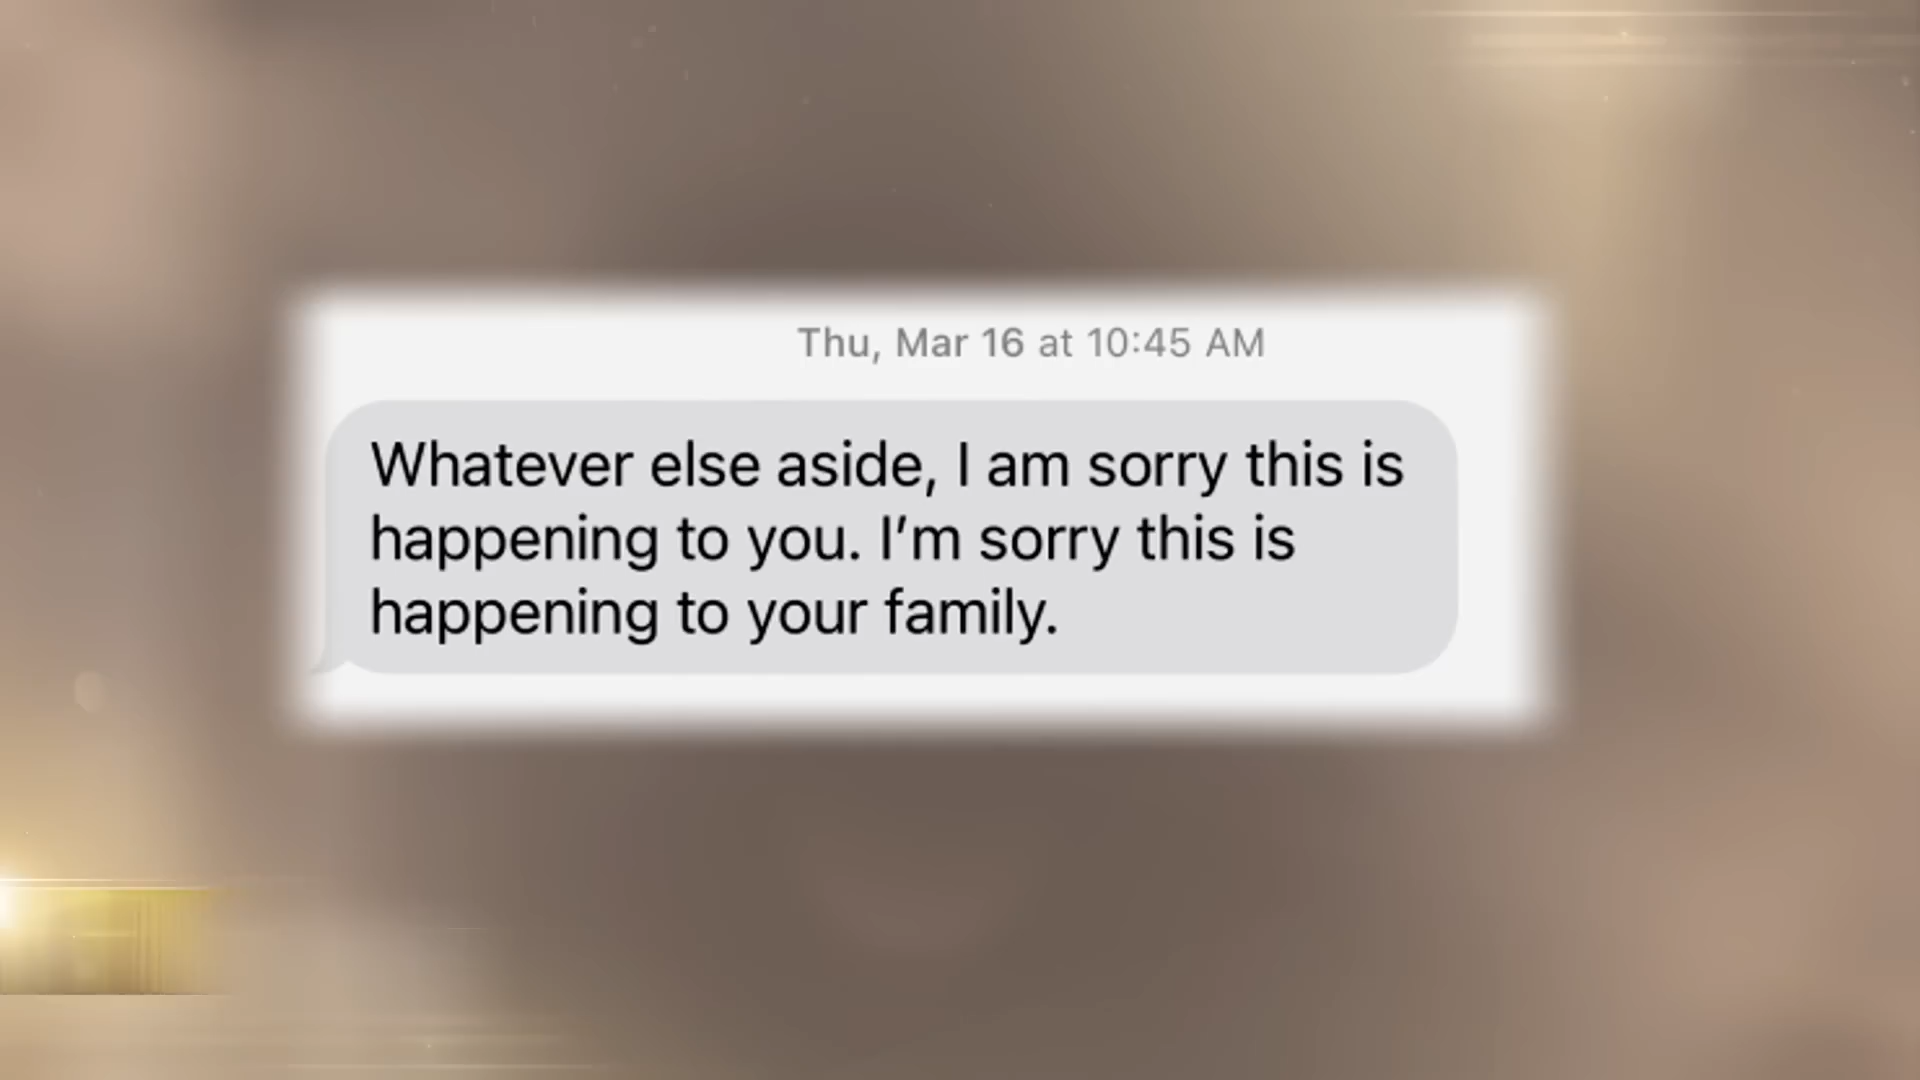 Thu, Mar 16 at 10:45 AM
Whatever else aside, I am sorry this is
happening to you. I’m sorry this is
happening to your family.